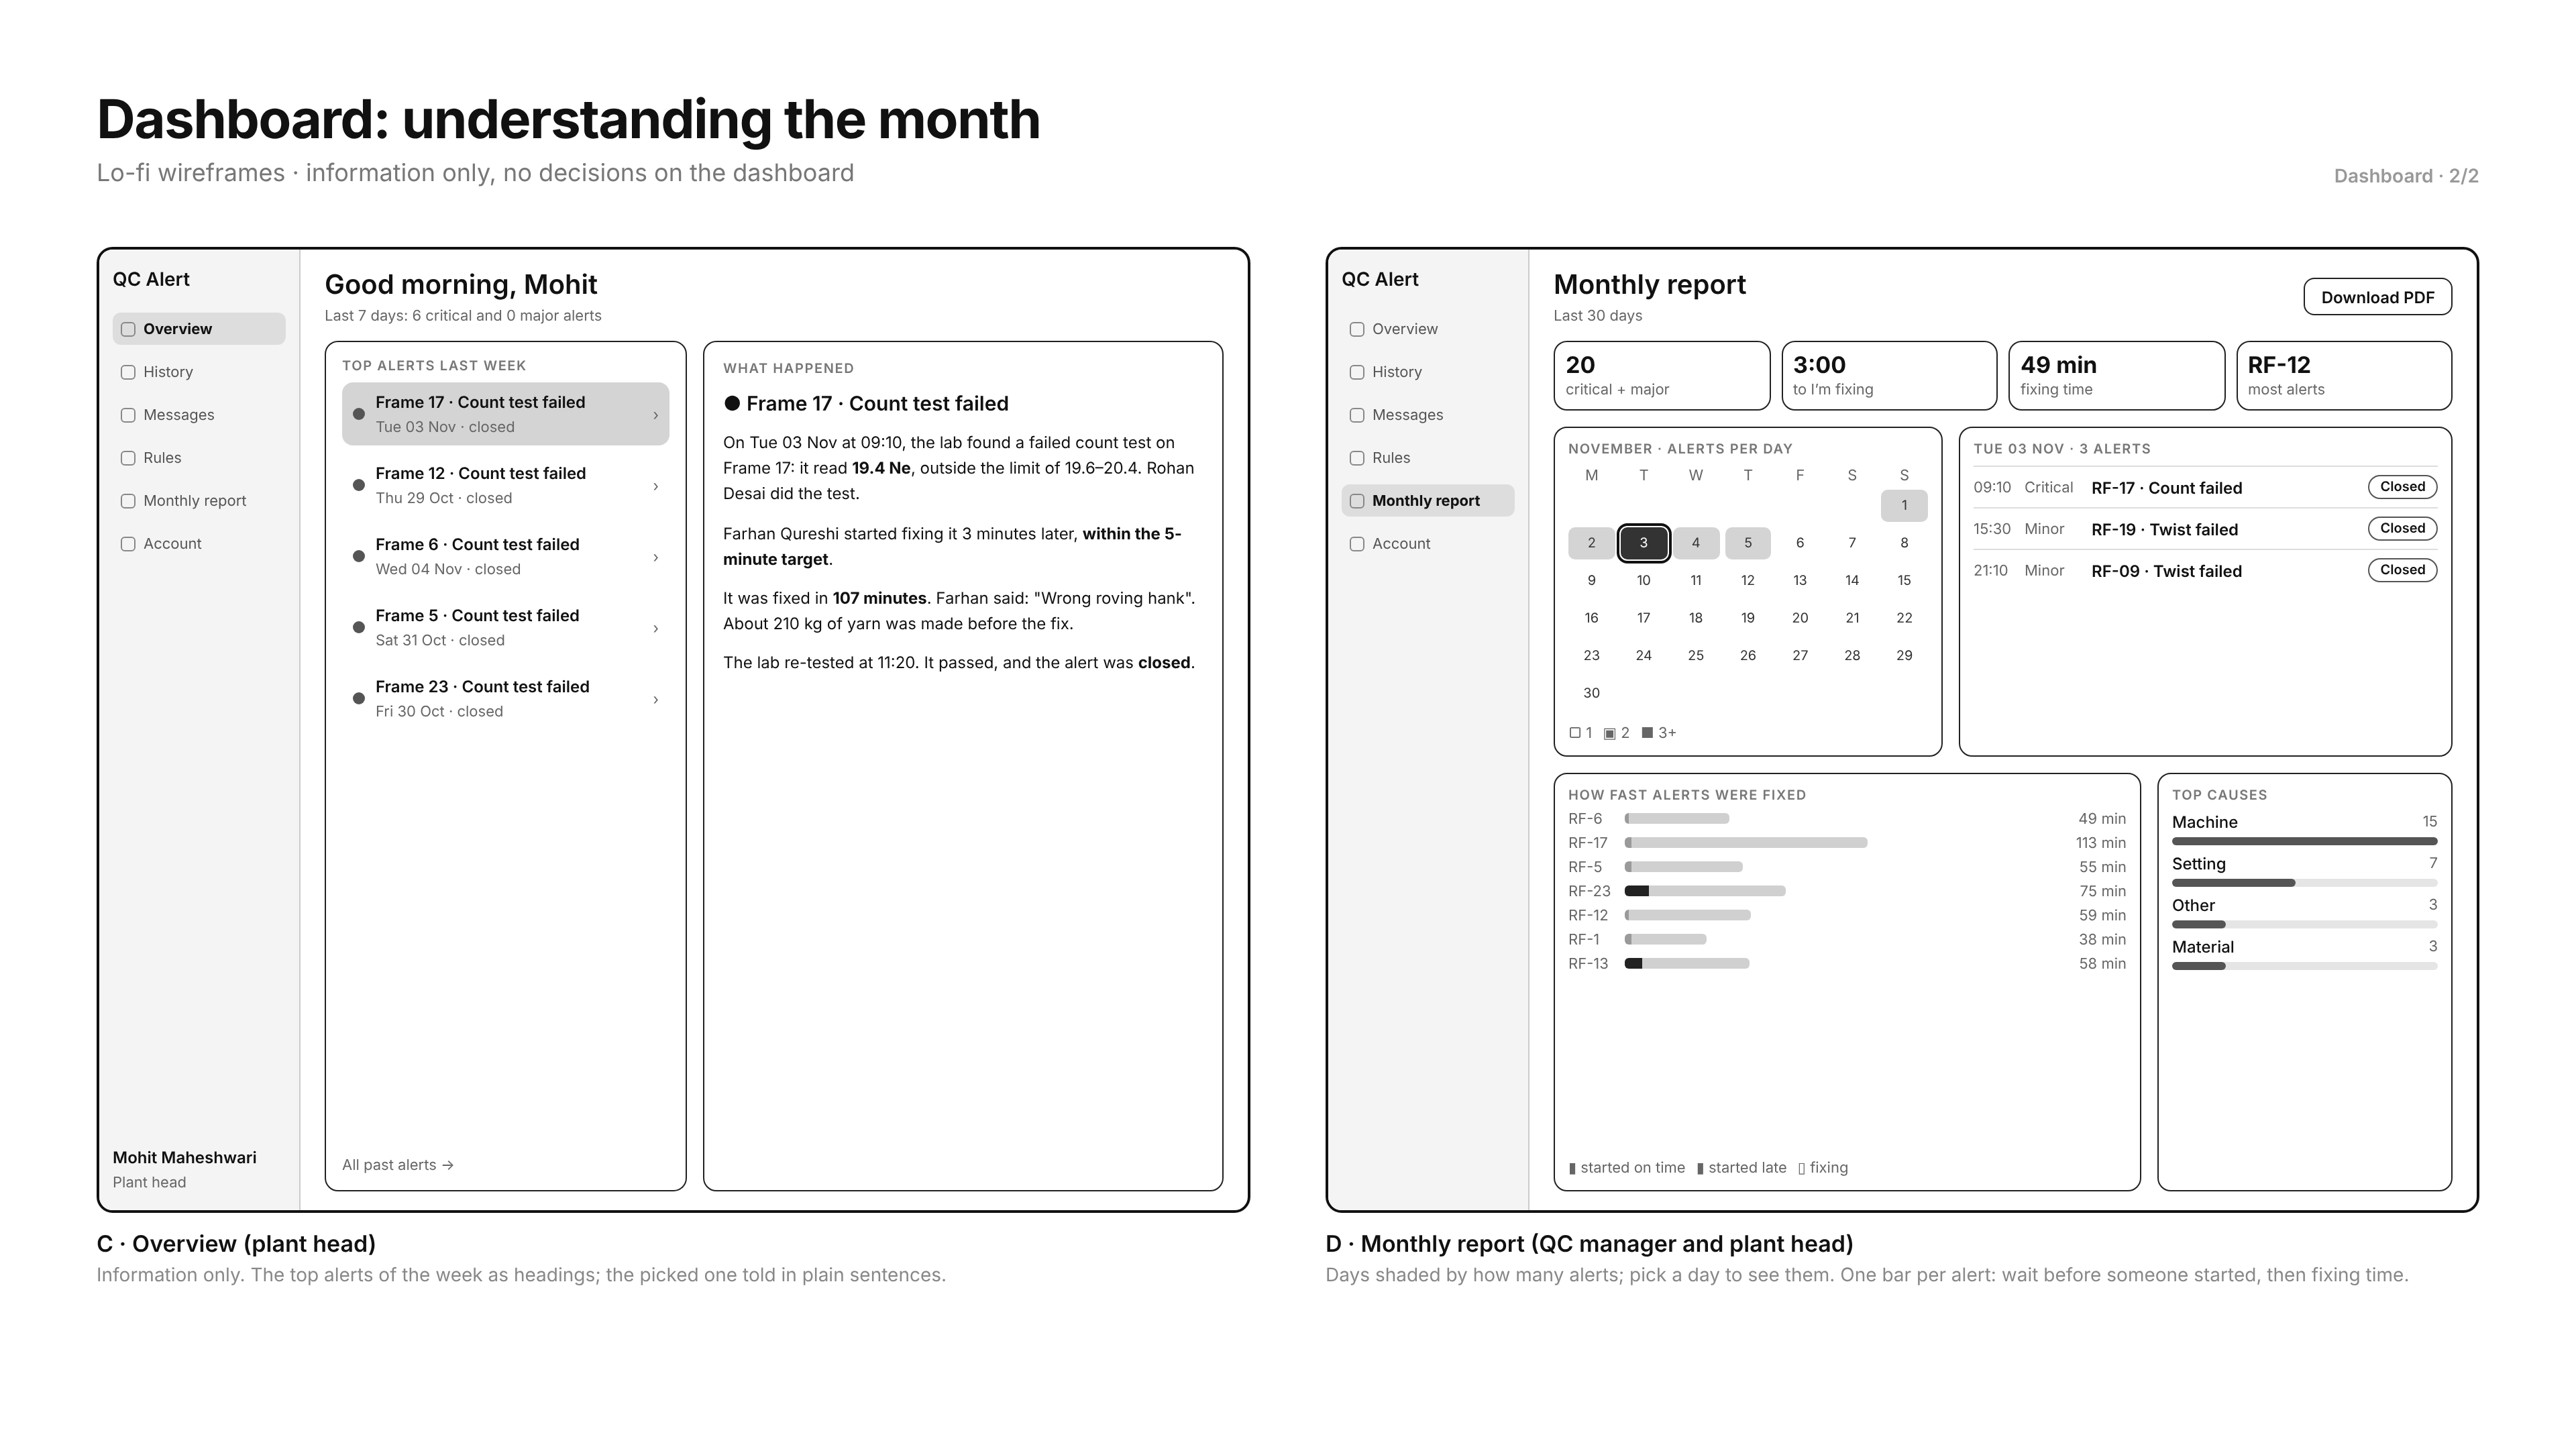 Dashboard: understanding the month
Lo-fi wireframes · information only, no decisions on the dashboard
Dashboard · 2/2
QC Alert
Overview
History
Messages
Rules
Monthly report
Account
Mohit Maheshwari
Plant head
Good morning, Mohit
Last 7 days: 6 critical and 0 major alerts
TOP ALERTS LAST WEEK
Frame 17 · Count test failed
Tue 03 Nov · closed
Frame 12 · Count test failed
Thu 29 Oct · closed
Frame 6 · Count test failed
Wed 04 Nov · closed
Frame 5 · Count test failed
Sat 31 Oct · closed
Frame 23 · Count test failed
Fri 30 Oct · closed
All past alerts →
WHAT HAPPENED
Frame 17 · Count test failed
On Tue 03 Nov at 09:10, the lab found a failed count test on
Frame 17: it read 19.4 Ne, outside the limit of 19.6–20.4. Rohan
Desai did the test.
Farhan Qureshi started fixing it 3 minutes later, within the 5-
minute target.
It was fixed in 107 minutes. Farhan said: "Wrong roving hank".
About 210 kg of yarn was made before the fix.
The lab re-tested at 11:20. It passed, and the alert was closed.
C · Overview (plant head)
Information only. The top alerts of the week as headings; the picked one told in plain sentences.
QC Alert
Overview
History
Messages
Rules
Monthly report
Account
Monthly report
Last 30 days
Download PDF
20
critical + major
3:00
to I'm fixing
49 min
fixing time
RF-12
most alerts
NOVEMBER · ALERTS PER DAY
M T W T F S S
1
2 3 4 5 6 7 8
9 10 11 12 13 14 15
16 17 18 19 20 21 22
23 24 25 26 27 28 29
30
1 2 3+
TUE 03 NOV · 3 ALERTS
09:10 Critical RF-17 · Count failed Closed
15:30 Minor RF-19 · Twist failed Closed
21:10 Minor RF-09 · Twist failed Closed
HOW FAST ALERTS WERE FIXED
RF-6 49 min
RF-17 113 min
RF-5 55 min
RF-23 75 min
RF-12 59 min
RF-1 38 min
RF-13 58 min
started on time started late fixing
TOP CAUSES
Machine 15
Setting 7
Other 3
Material 3
D · Monthly report (QC manager and plant head)
Days shaded by how many alerts; pick a day to see them. One bar per alert: wait before someone started, then fixing time.